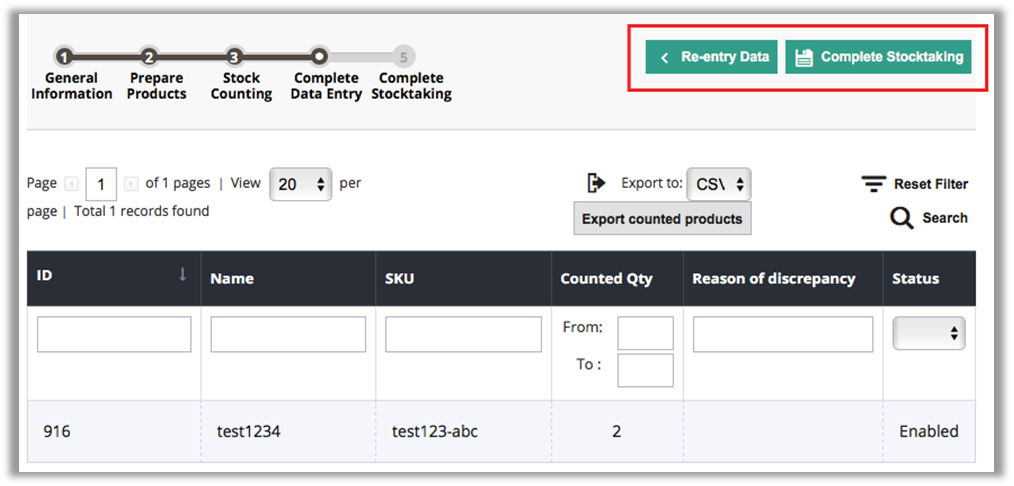 1 2 3 5
General Information
Prepare Products
Stock Counting
Complete Data Entry
Complete Stocktaking
Re-entry Data
Complete Stocktaking
Page 1 of 1 pages | View 20 per
page | Total 1 records found
Export to: CSV
Export counted products
Reset Filter
Search
ID Name SKU Counted Qty Reason of discrepancy Status
From:
To :
916 test1234 test123-abc 2 Enabled